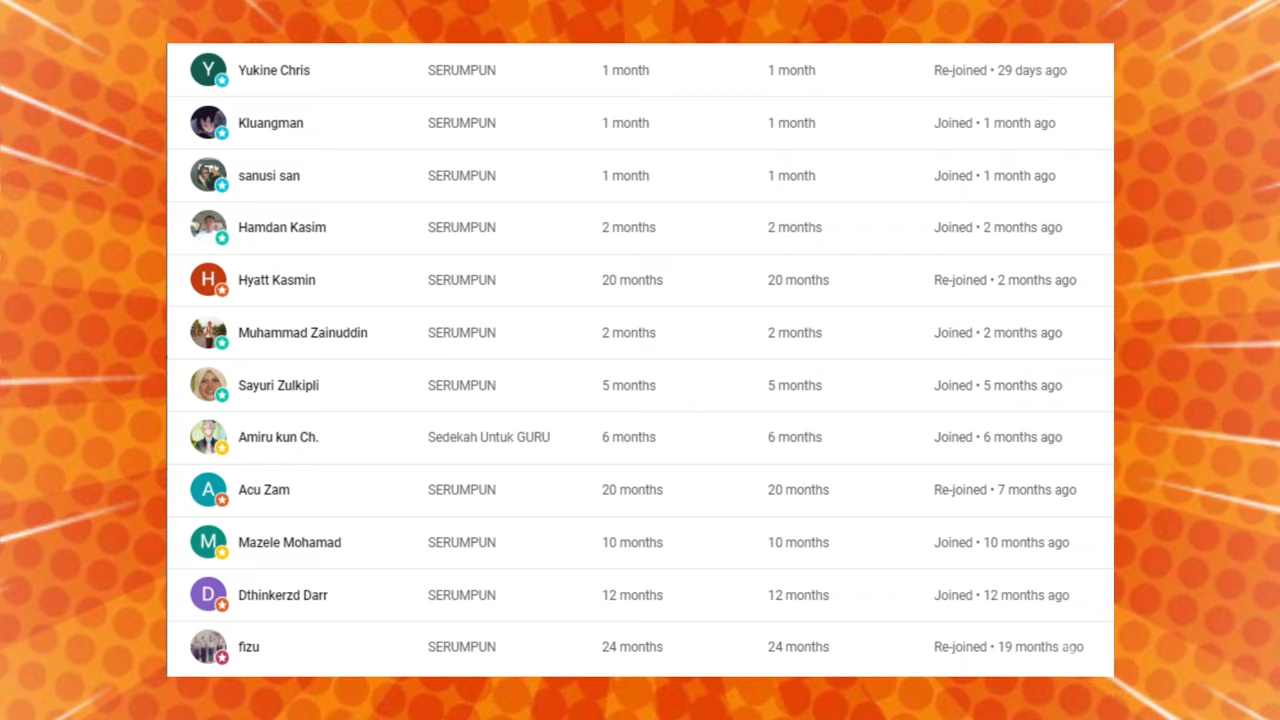 Y Yukine Chris SERUMPUN 1 month 1 month Re-joined • 29 days ago
Kluangman SERUMPUN 1 month 1 month Joined • 1 month ago
sanusi san SERUMPUN 1 month 1 month Joined • 1 month ago
Hamdan Kasim SERUMPUN 2 months 2 months Joined • 2 months ago
H Hyatt Kasmin SERUMPUN 20 months 20 months Re-joined • 2 months ago
Muhammad Zainuddin SERUMPUN 2 months 2 months Joined • 2 months ago
Sayuri Zulkipli SERUMPUN 5 months 5 months Joined • 5 months ago
Amiru kun Ch. Sedekah Untuk GURU 6 months 6 months Joined • 6 months ago
A Acu Zam SERUMPUN 20 months 20 months Re-joined • 7 months ago
M Mazele Mohamad SERUMPUN 10 months 10 months Joined • 10 months ago
D Dthinkerzd Darr SERUMPUN 12 months 12 months Joined • 12 months ago
fizu SERUMPUN 24 months 24 months Re-joined • 19 months ago